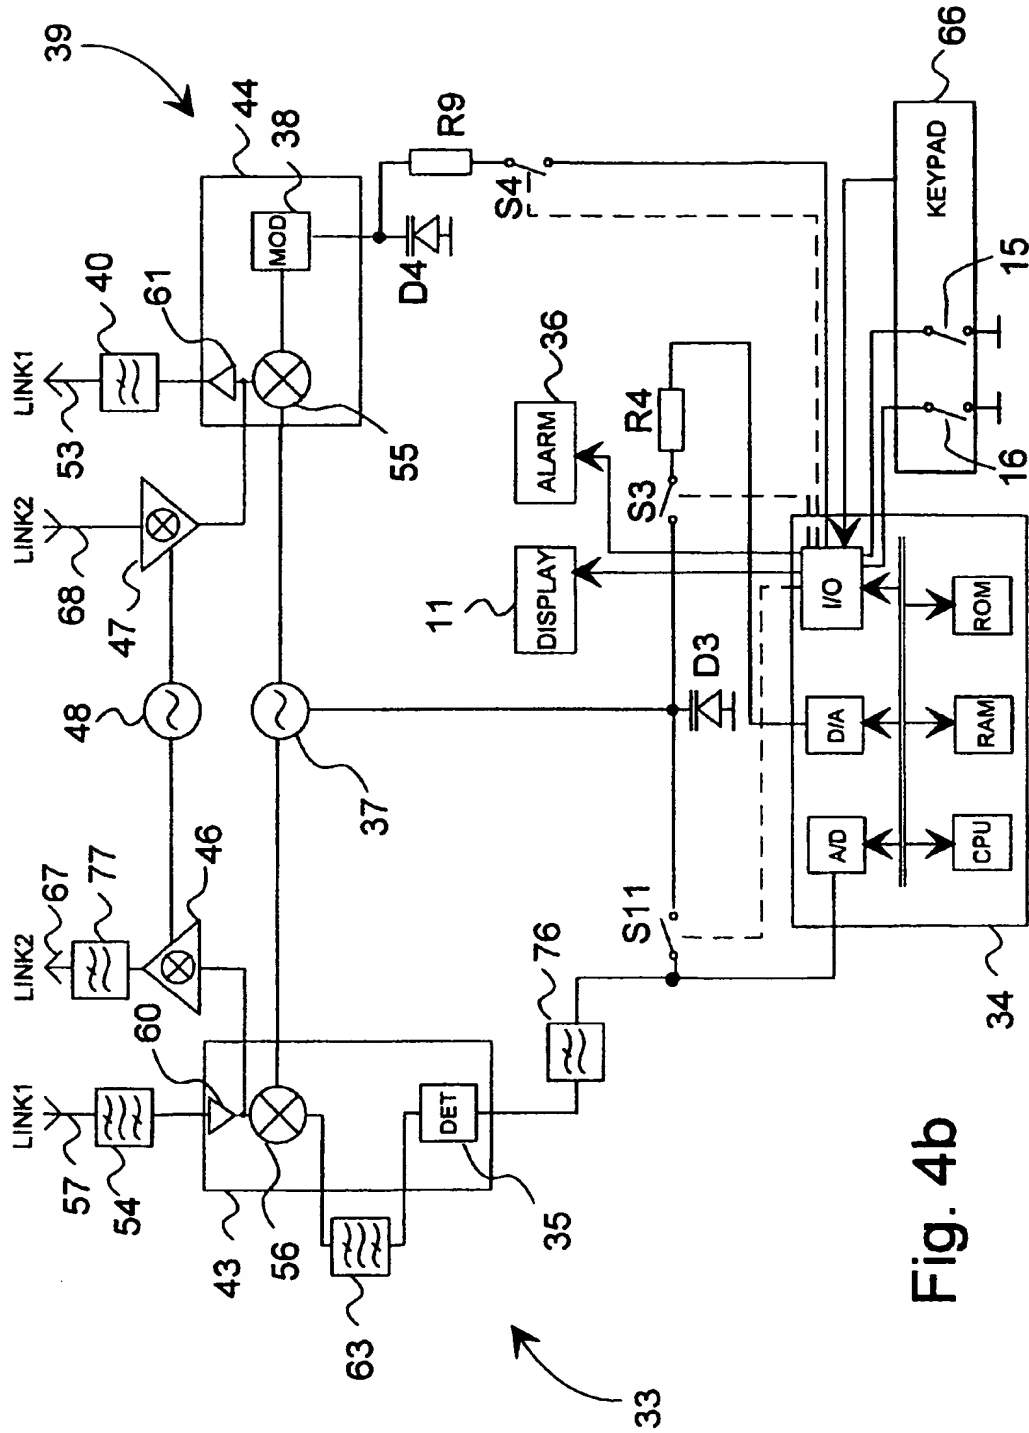 39
LINK2
LINK1
LINK2
LINK1
67
77
68
53
40
57
54
60
46
48
47
61
44
38
MOD
43
56
37
55
D4
R9
S4
63
DET
35
76
S11
D3
11
DISPLAY
ALARM
36
S3
R4
33
34
A/D
D/A
I/O
CPU
RAM
ROM
16
15
KEYPAD
66
Fig. 4b